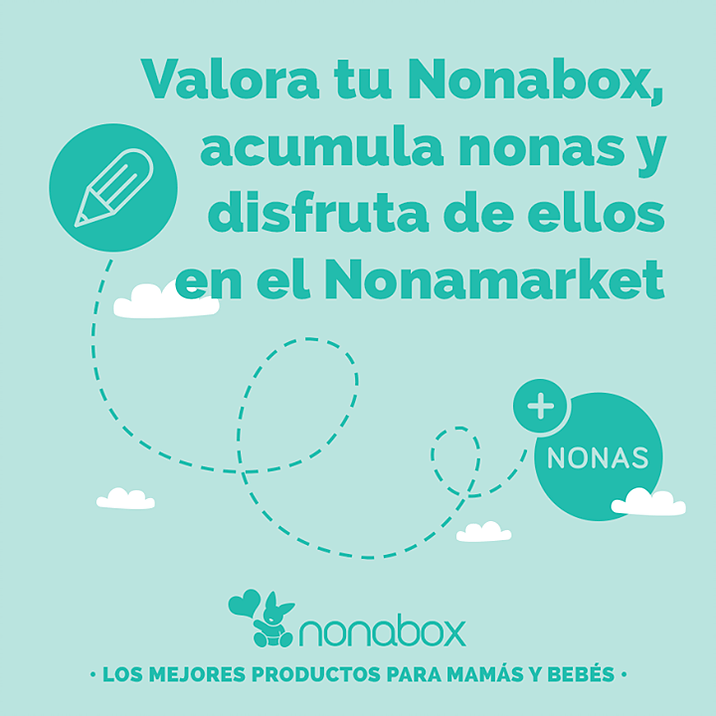 Valora tu Nonabox,
acumula nonas y
disfruta de ellos
en el Nonamarket
+
NONAS
nonabox
• LOS MEJORES PRODUCTOS PARA MAMÁS Y BEBÉS •